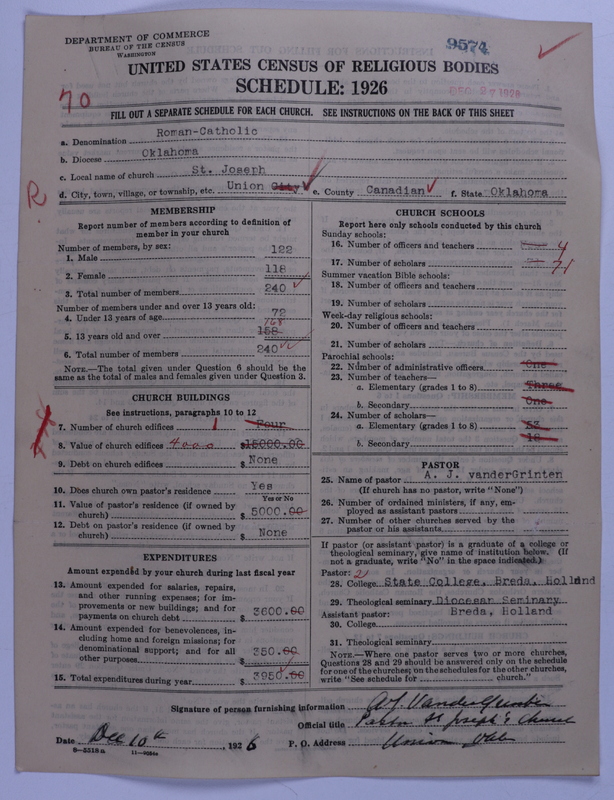 DEPARTMENT OF COMMERCE
BUREAU OF THE CENSUS
WASHINGTON
9574
UNITED STATES CENSUS OF RELIGIOUS BODIES
SCHEDULE: 1926
DEC 27 1926
70
FILL OUT A SEPARATE SCHEDULE FOR EACH CHURCH. SEE INSTRUCTIONS ON THE BACK OF THIS SHEET
a. Denomination Roman-Catholic
b. Diocese Oklahoma
c. Local name of church St. Joseph
d. City, town, village, or township, etc. Union City e. County Canadian f. State Oklahoma
R
MEMBERSHIP
Report number of members according to definition of
member in your church
Number of members, by sex:
1. Male 122
2. Female 118
3. Total number of members 240
Number of members under and over 13 years old:
4. Under 13 years of age 72
168
5. 13 years old and over 158
6. Total number of members 240
NOTE.—The total given under Question 6 should be
same as the total of males and females given under Question 3.
CHURCH BUILDINGS
See instructions, paragraphs 10 to 12
7. Number of church edifices Four 1
8. Value of church edifices 4000 $15000.00
9. Debt on church edifices $ None
10. Does church own pastor's residence Yes
Yes or No
11. Value of pastor's residence (if owned by
church) $5000.00
12. Debt on pastor's residence (if owned by
church) $ None
EXPENDITURES
Amount expended by your church during last fiscal year
13. Amount expended for salaries, repairs,
and other running expenses; for im-
provements or new buildings; and for
payments on church debt $3600.00
14. Amount expended for benevolences, in-
cluding home and foreign missions; for
denominational support; and for all
other purposes $350.00
15. Total expenditures during year $3950.00
CHURCH SCHOOLS
Report here only schools conducted by this church
Sunday schools:
16. Number of officers and teachers 4
17. Number of scholars 71
Summer vacation Bible schools:
18. Number of officers and teachers
19. Number of scholars
Week-day religious schools:
20. Number of officers and teachers
21. Number of scholars
Parochial schools:
22. Number of administrative officers One
23. Number of teachers—
a. Elementary (grades 1 to 8) Three
b. Secondary One
24. Number of scholars—
a. Elementary (grades 1 to 8) 53
b. Secondary 18
PASTOR
25. Name of pastor A. J. vanderGrinten
(If church has no pastor, write "None")
26. Number of ordained ministers, if any, em-
ployed as assistant pastors
27. Number of other churches served by the
pastor or his assistants
If pastor (or assistant pastor) is a graduate of a college or
theological seminary, give name of institution below. (If
not a graduate, write "No" in the space indicated.)
Pastor: 2
28. College State College, Breda, Holland
29. Theological seminary Diocesan Seminary
Assistant pastor: Breda, Holland
30. College
31. Theological seminary
NOTE.—Where one pastor serves two or more churches,
Questions 28 and 29 should be answered only on the schedule
for one of the churches; on the schedules for the other churches,
write "See schedule for church."
Signature of person furnishing information A. J. VanderGrinten
Official title Pastor St Joseph's Church
Date Dec 10th 1926 P. O. Address Union, Okla
8-5518a 11-9024a